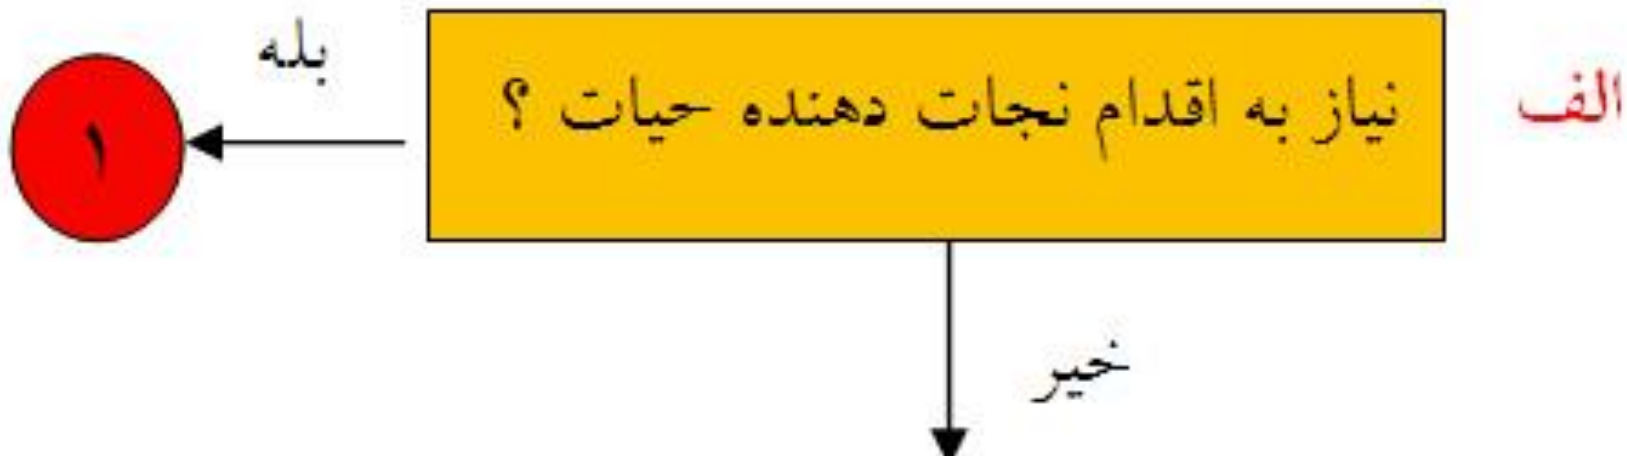 الف
نیاز به اقدام نجات دهنده حیات ؟
بله
۱
خیر